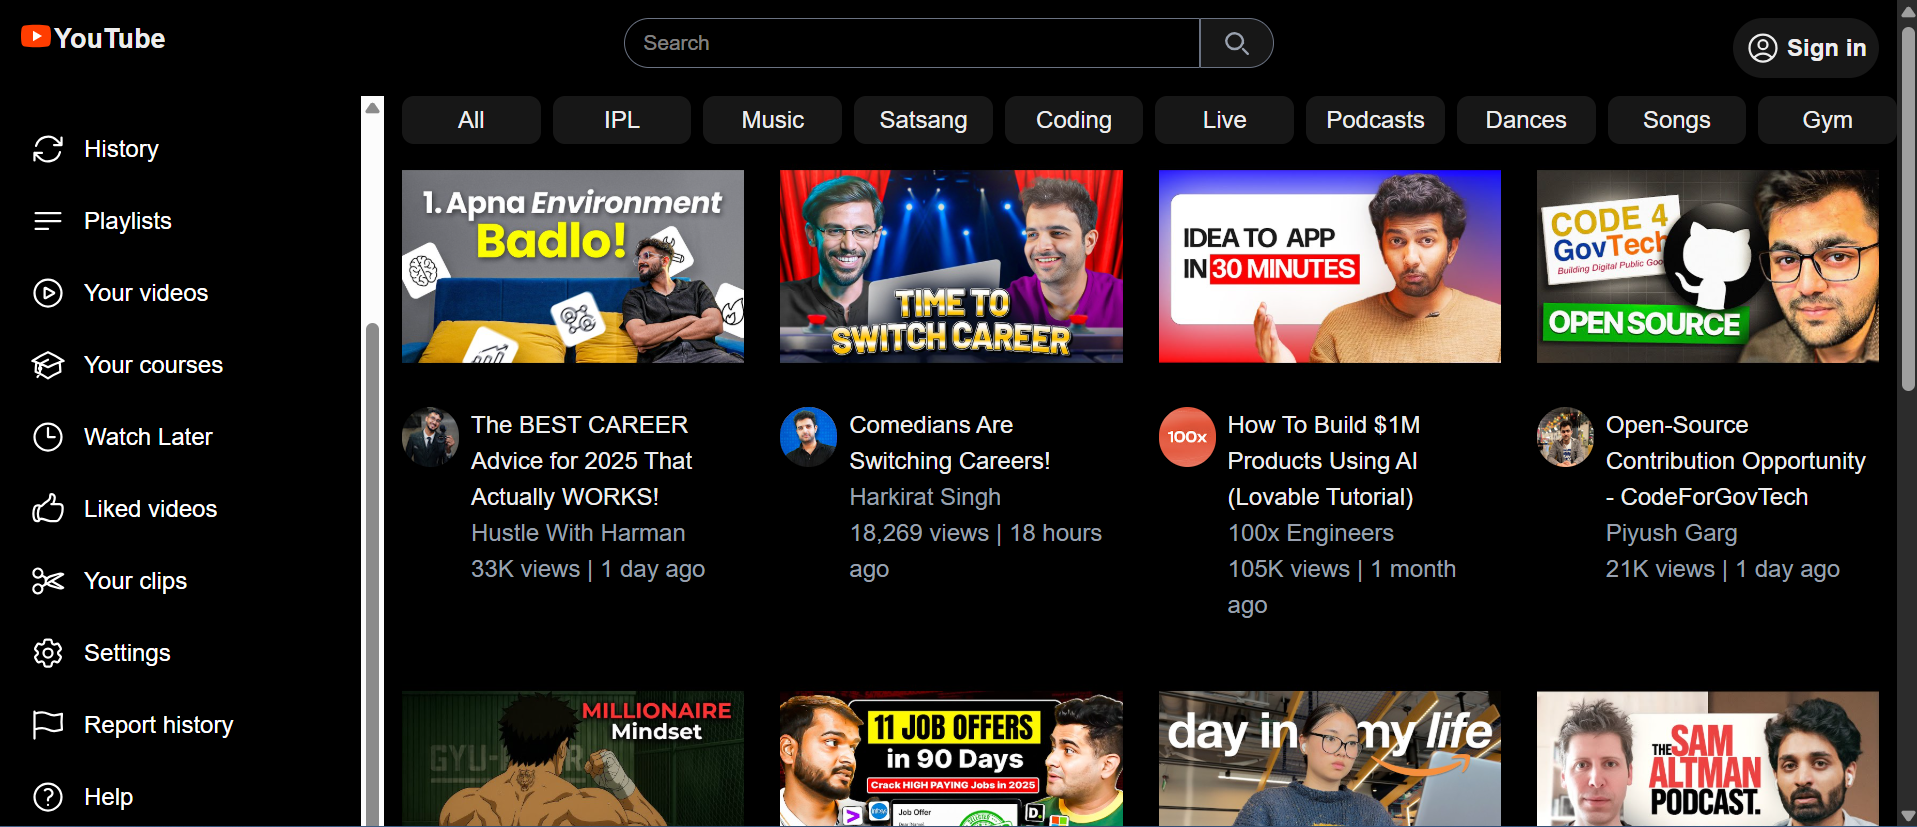 YouTube
Search
Sign in
History
Playlists
Your videos
Your courses
Watch Later
Liked videos
Your clips
Settings
Report history
Help
All
IPL
Music
Satsang
Coding
Live
Podcasts
Dances
Songs
Gym
1. Apna Environment
Badlo!
TIME TO
SWITCH CAREER
IDEA TO APP
IN 30 MINUTES
CODE 4
GovTech
Building Digital Public Goo
OPEN SOURCE
The BEST CAREER
Advice for 2025 That
Actually WORKS!
Hustle With Harman
33K views | 1 day ago
Comedians Are
Switching Careers!
Harkirat Singh
18,269 views | 18 hours
ago
100x
How To Build $1M
Products Using AI
(Lovable Tutorial)
100x Engineers
105K views | 1 month
ago
Open-Source
Contribution Opportunity
- CodeForGovTech
Piyush Garg
21K views | 1 day ago
MILLIONAIRE
Mindset
11 JOB OFFERS
in 90 Days
Crack HIGH PAYING Jobs in 2025
Job Offer
day in my life
THE SAM
ALTMAN
PODCAST.